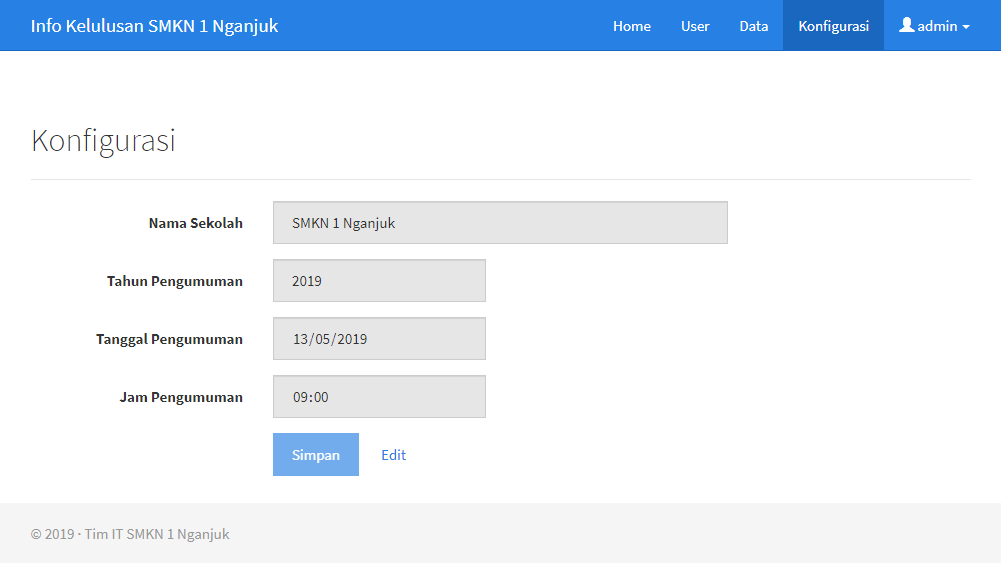 Info Kelulusan SMKN 1 Nganjuk Home User Data Konfigurasi admin
Konfigurasi
Nama Sekolah SMKN 1 Nganjuk
Tahun Pengumuman 2019
Tanggal Pengumuman 13/05/2019
Jam Pengumuman 09:00
Simpan Edit
© 2019 · Tim IT SMKN 1 Nganjuk